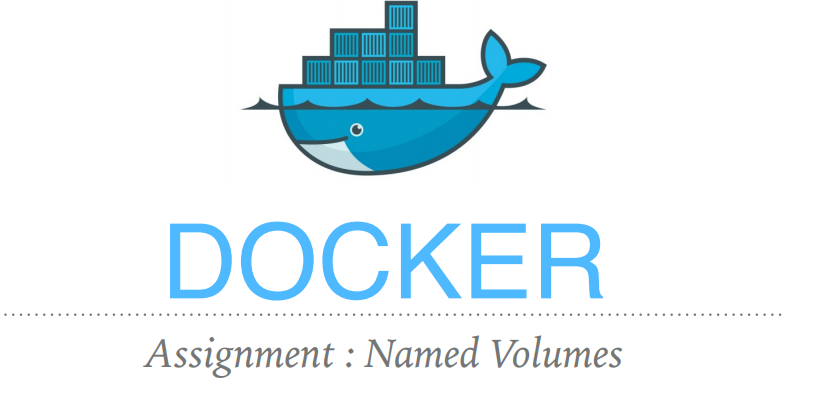 DOCKER
Assignment : Named Volumes